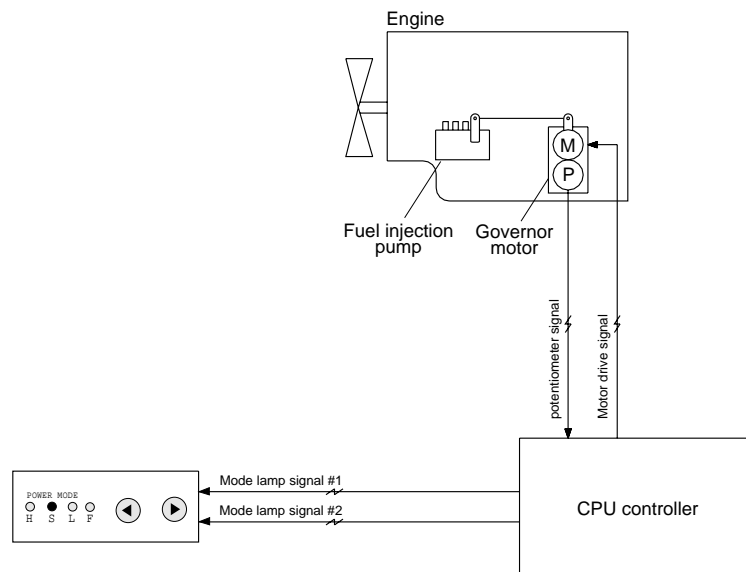 Engine
M
P
Fuel injection
pump
Governor
motor
potentiometer signal
Motor drive signal
Mode lamp signal #1
Mode lamp signal #2
CPU controller
POWER MODE
H S L F